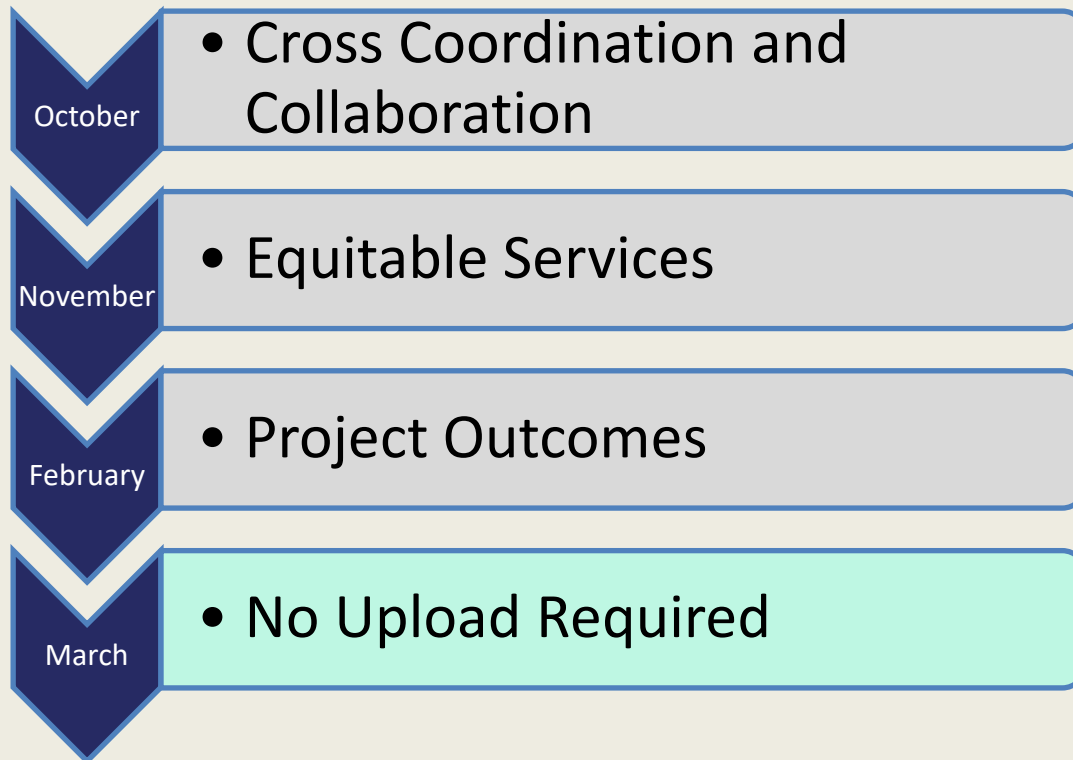 October
• Cross Coordination and
Collaboration
November
• Equitable Services
February
• Project Outcomes
March
• No Upload Required